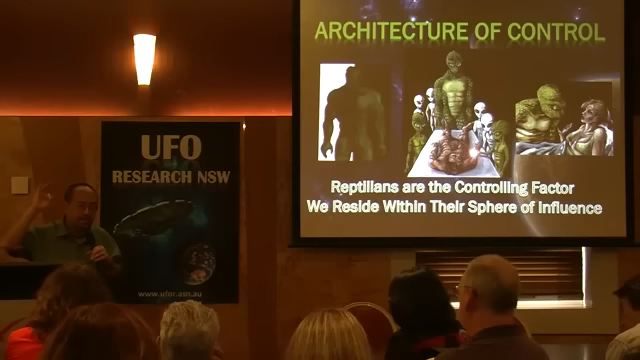 ARCHITECTURE OF CONTROL
UFO
RESEARCH NSW
Reptilians are the Controlling Factor
We Reside Within Their Sphere of Influence
www.ufor.asn.au